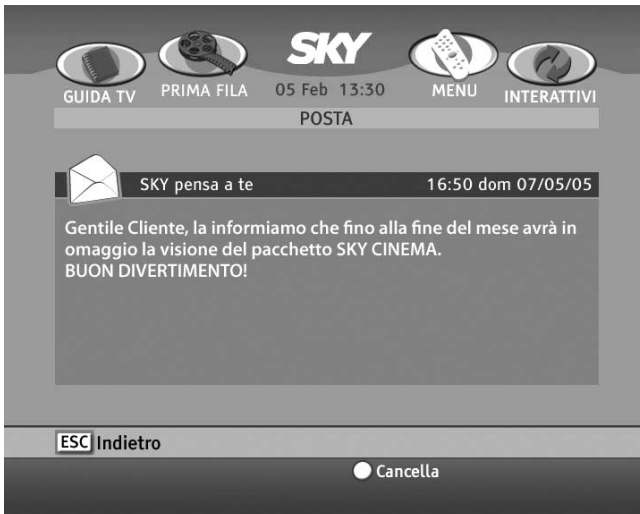 SKY
GUIDA TV
PRIMA FILA
05 Feb 13:30
MENU
INTERATTIVI
POSTA
SKY pensa a te
16:50 dom 07/05/05
Gentile Cliente, la informiamo che fino alla fine del mese avrà in
omaggio la visione del pacchetto SKY CINEMA.
BUON DIVERTIMENTO!
ESC Indietro
Cancella